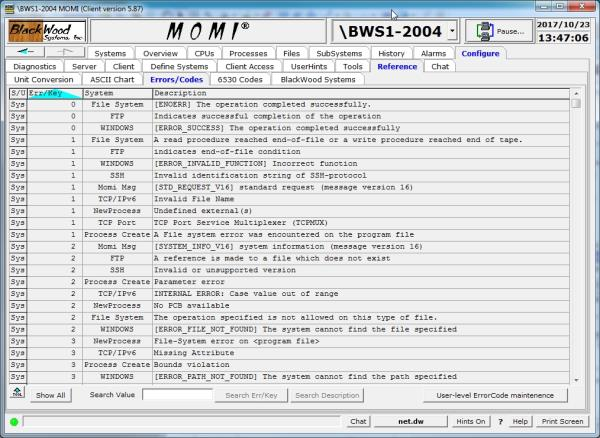 \BWS1-2004 MOMI (Client version 5.87)
BlackWood Systems, Inc
MOMI®
\BWS1-2004
Pause...
2017/10/23
13:47:06
Systems Overview CPUs Processes Files SubSystems History Alarms Configure
Diagnostics Server Client Define Systems Client Access UserHints Tools Reference Chat
Unit Conversion ASCII Chart Errors/Codes 6530 Codes BlackWood Systems
S/U Err/Key System Description
Sys 0 File System [ENOERR] The operation completed successfully.
Sys 0 FTP Indicates successful completion of the operation
Sys 0 WINDOWS [ERROR_SUCCESS] The operation completed successfully
Sys 1 File System A read procedure reached end-of-file or a write procedure reached end of tape.
Sys 1 FTP indicates end-of-file condition
Sys 1 WINDOWS [ERROR_INVALID_FUNCTION] Incorrect function
Sys 1 SSH Invalid identification string of SSH-protocol
Sys 1 Momi Msg [STD_REQUEST_V16] standard request (message version 16)
Sys 1 TCP/IPv6 Invalid File Name
Sys 1 NewProcess Undefined external(s)
Sys 1 TCP Port TCP Port Service Multiplexer (TCPMUX)
Sys 1 Process Create A File system error was encountered on the program file
Sys 2 Momi Msg [SYSTEM_INFO_V16] system information (message version 16)
Sys 2 FTP A reference is made to a file which does not exist
Sys 2 SSH Invalid or unsupported version
Sys 2 Process Create Parameter error
Sys 2 TCP/IPv6 INTERNAL ERROR: Case value out of range
Sys 2 NewProcess No PCB available
Sys 2 File System The operation specified is not allowed on this type of file.
Sys 2 WINDOWS [ERROR_FILE_NOT_FOUND] The system cannot find the file specified
Sys 3 NewProcess File-System error on <program file>
Sys 3 TCP/IPv6 Missing Attribute
Sys 3 Process Create Bounds violation
Sys 3 WINDOWS [ERROR_PATH_NOT_FOUND] The system cannot find the path specified
Show All Search Value Search Err/Key Search Description User-level ErrorCode maintenence
Chat net.dw Hints On ? Help Print Screen